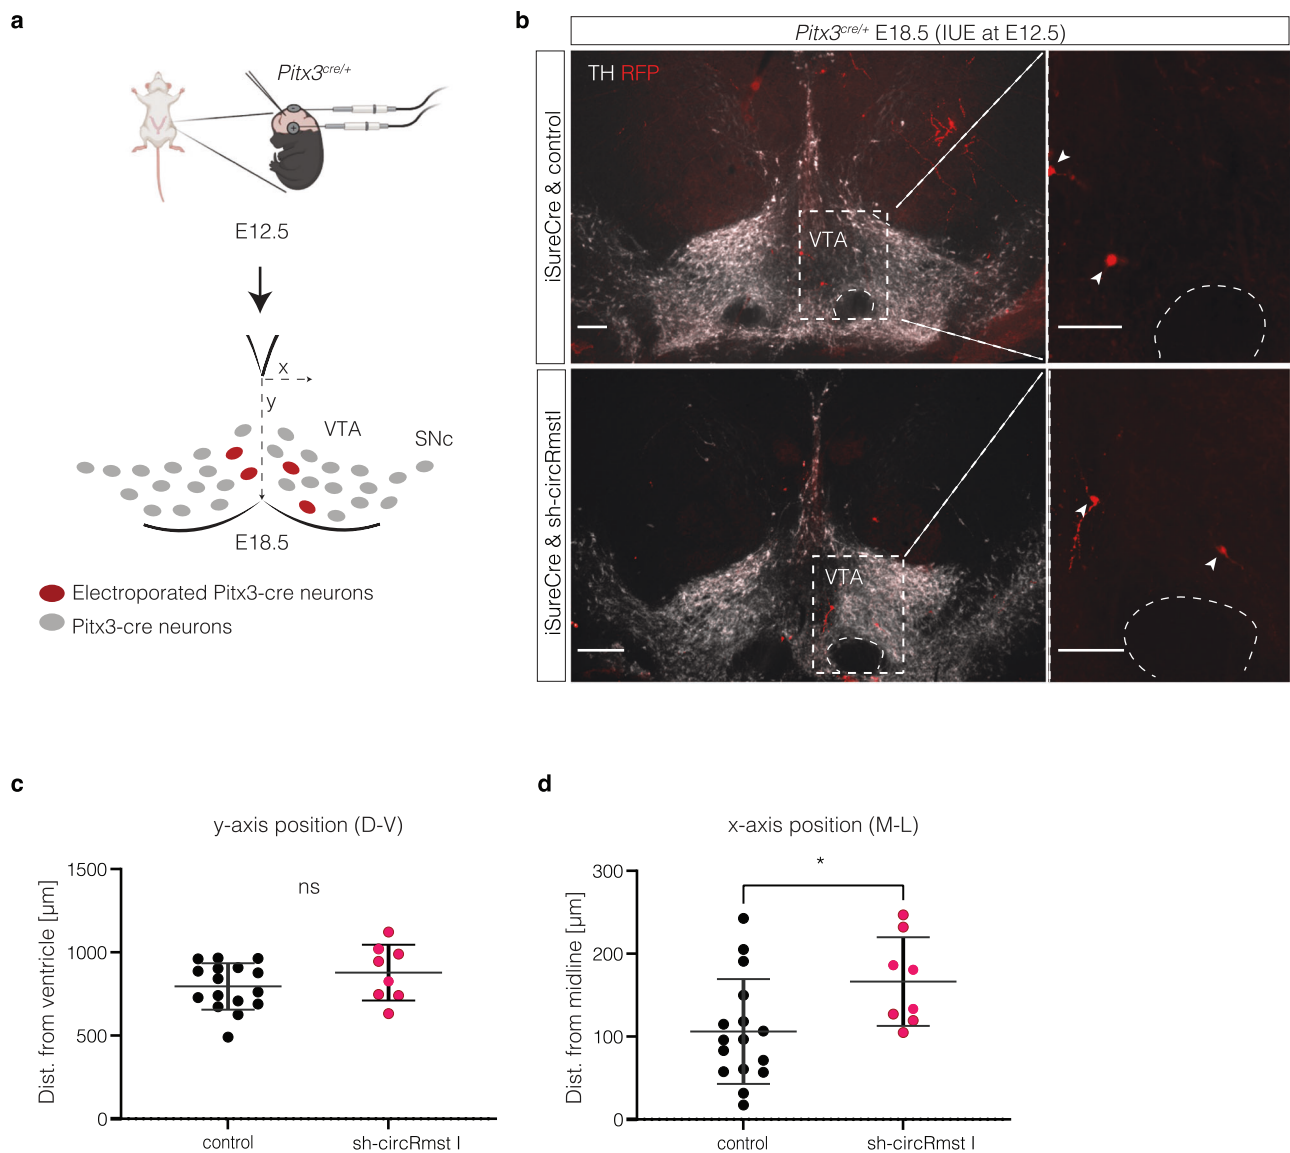 a
Pitx3cre/+
E12.5
x
y
VTA
SNc
E18.5
Electroporated Pitx3-cre neurons
Pitx3-cre neurons
b
Pitx3cre/+ E18.5 (IUE at E12.5)
iSureCre & control
TH RFP
VTA
iSureCre & sh-circRmstI
VTA
c
y-axis position (D-V)
Dist. from ventricle [µm]
1500
1000
500
0
ns
control
sh-circRmst I
d
x-axis position (M-L)
Dist. from midline [µm]
300
200
100
0
*
control
sh-circRmst I